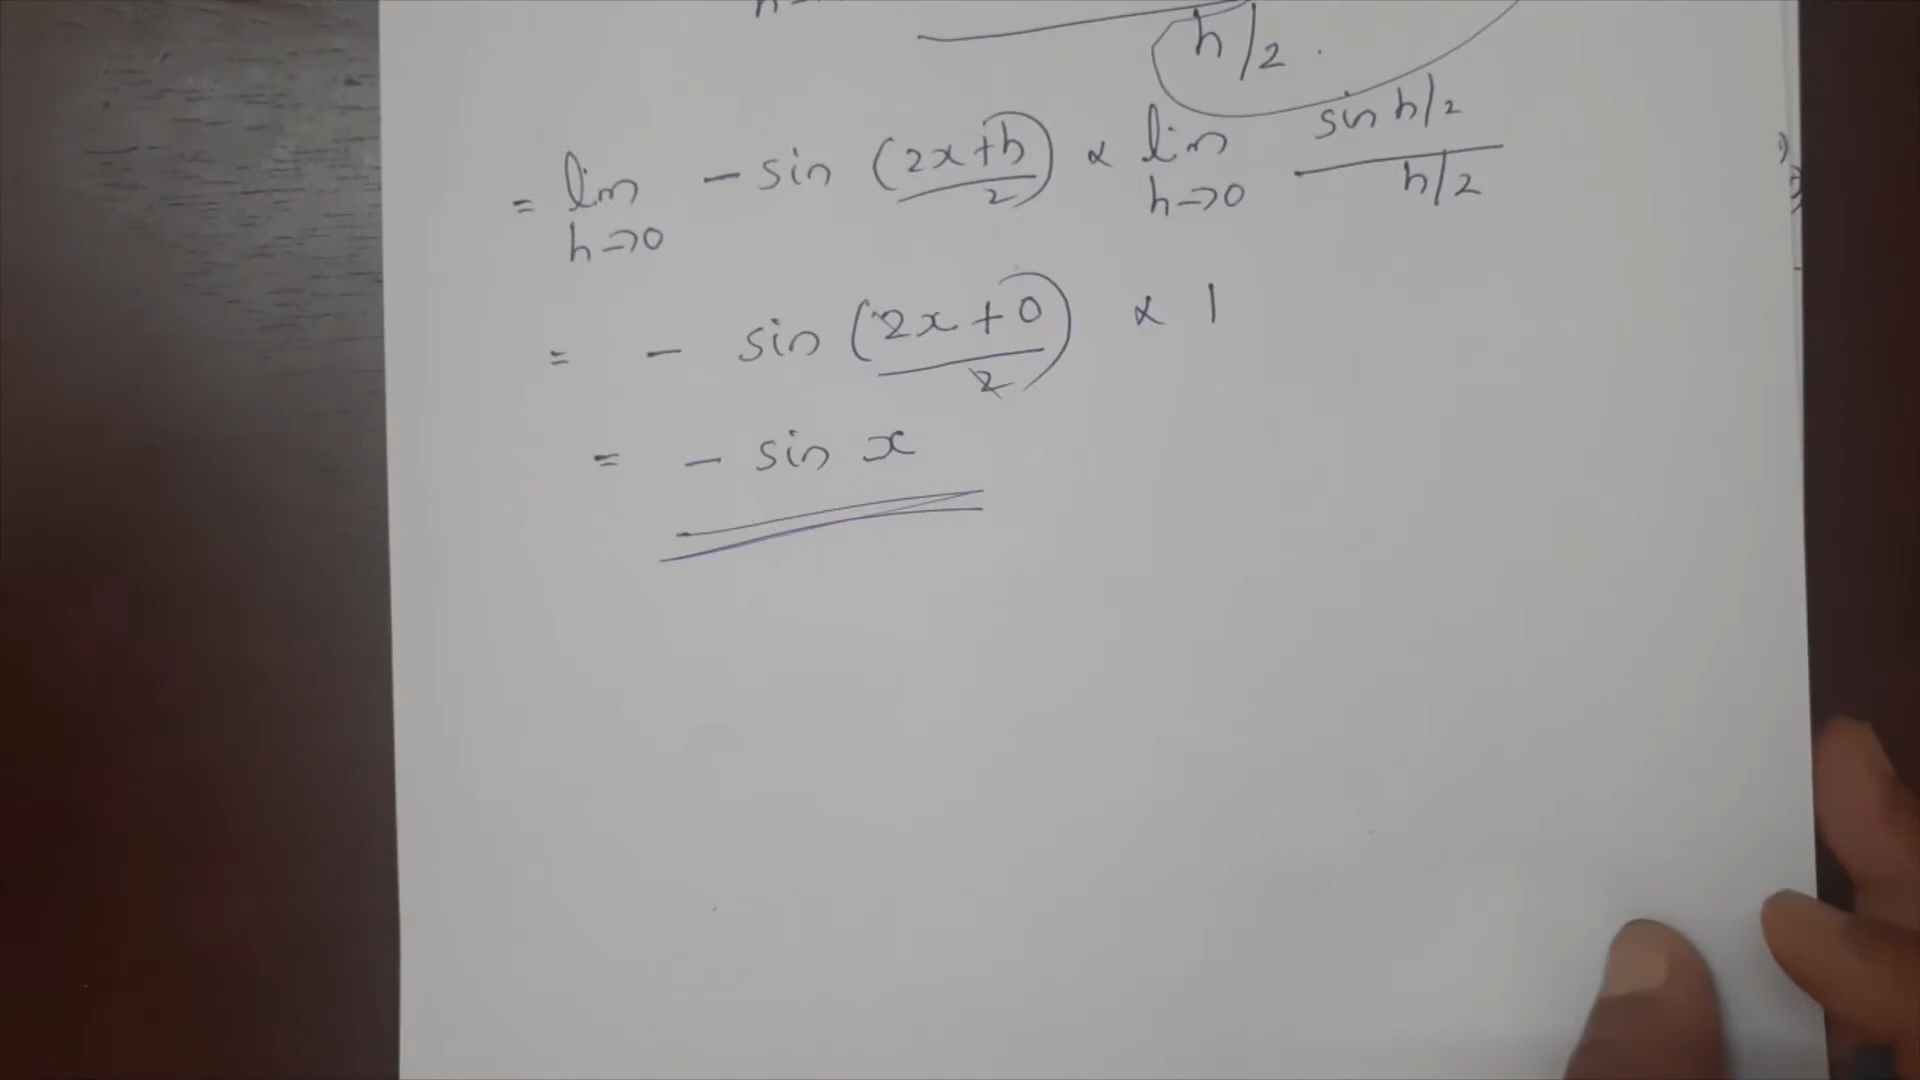 h/2 .
= lim h→0 - sin (2x+h)/2 × lim h→0 sin h/2 / h/2
= - sin (2x+0)/2 × 1
= - sin x